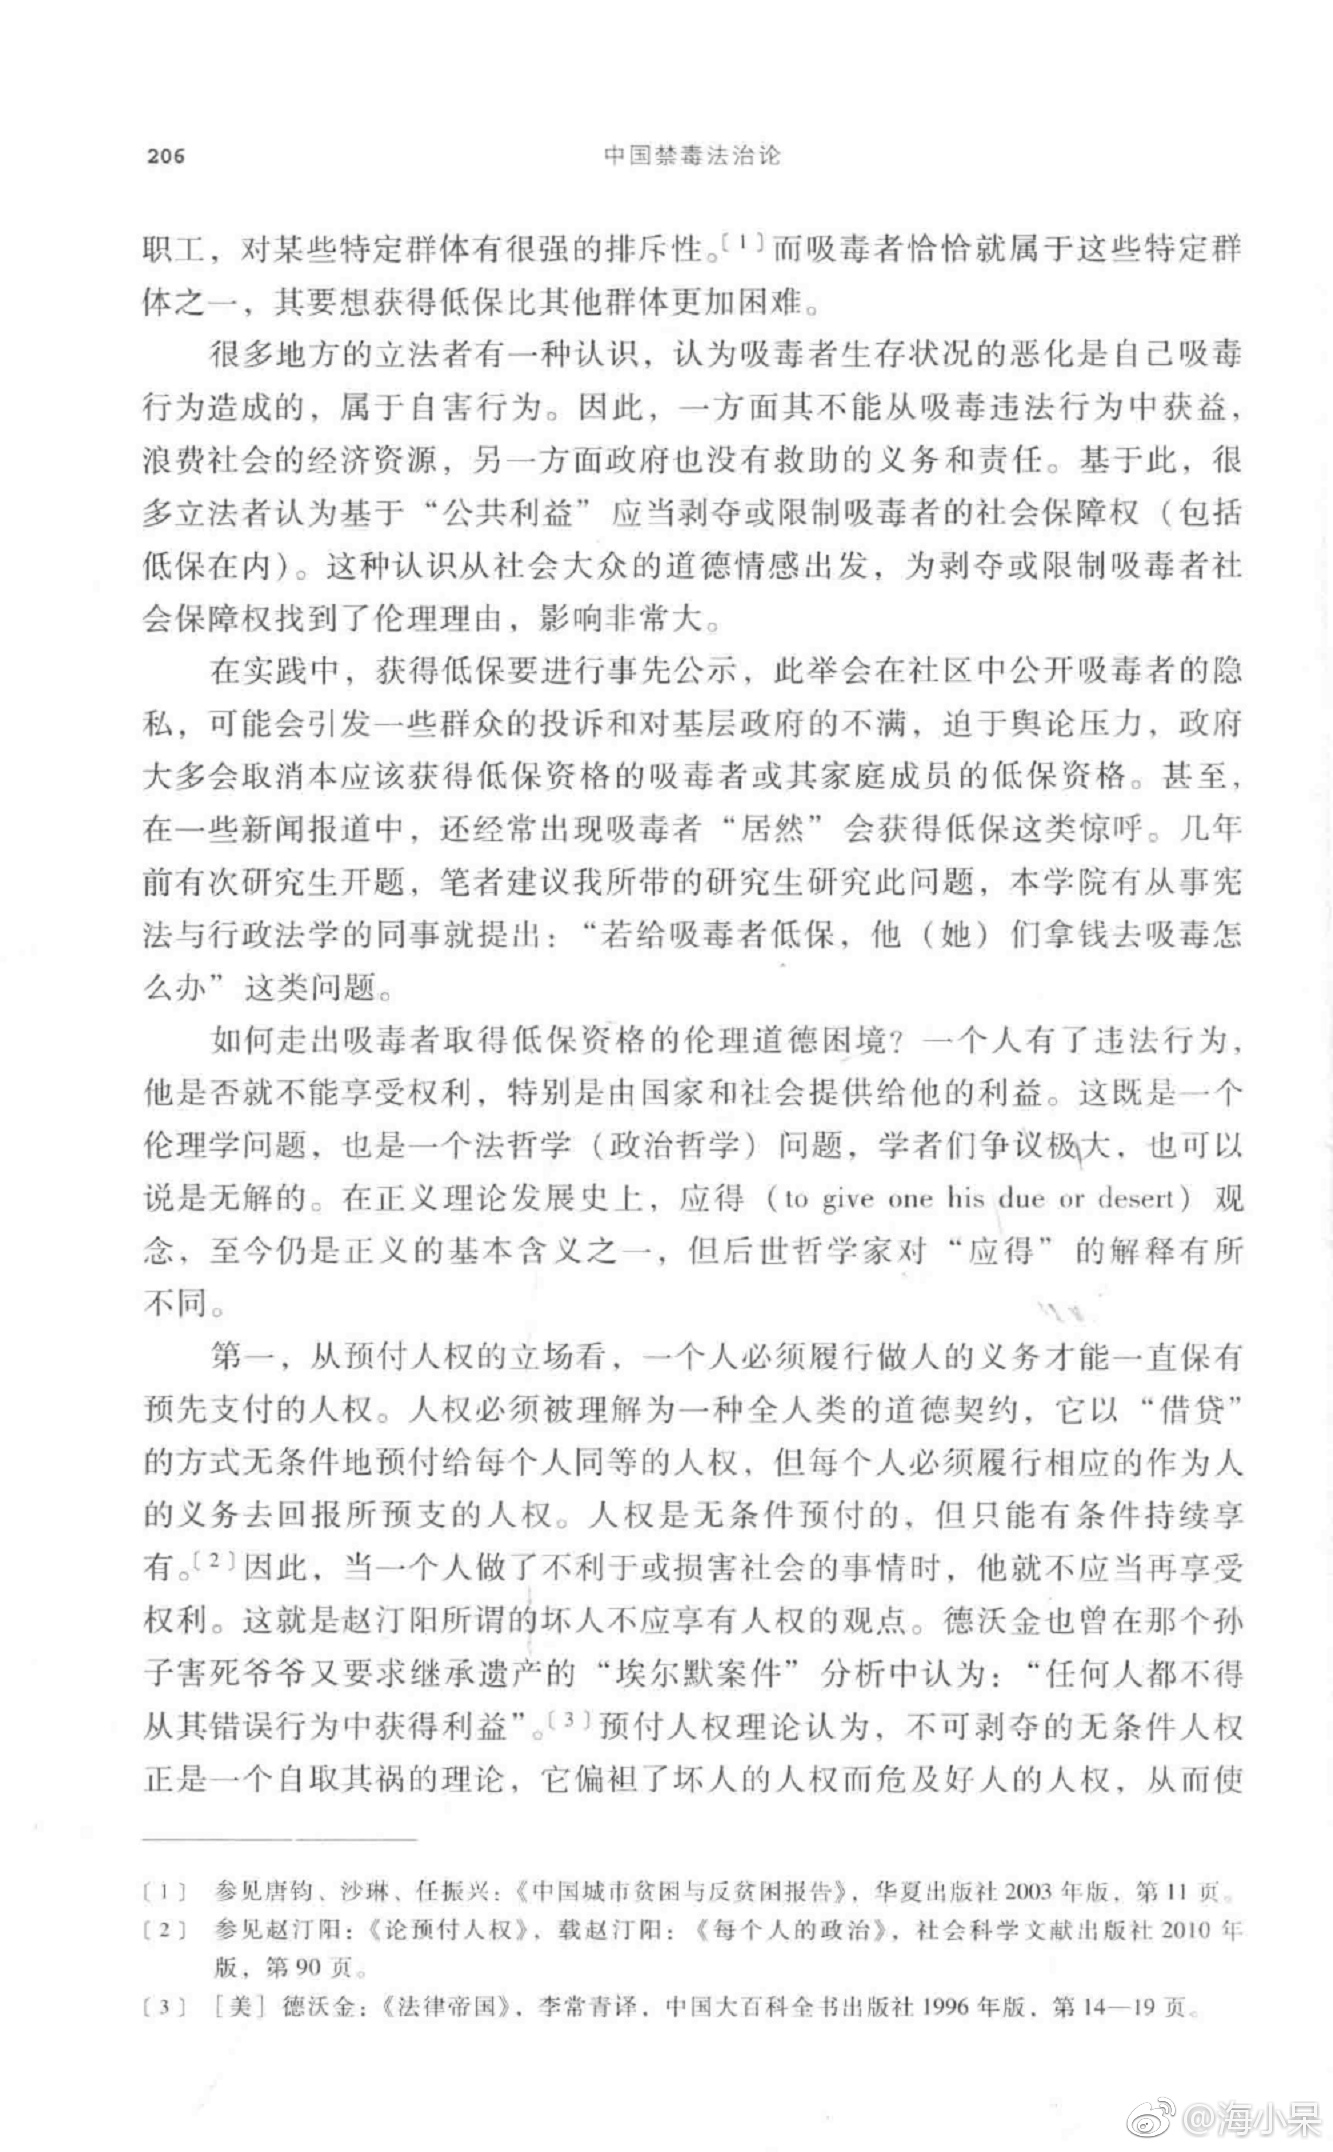 206
中国禁毒法治论
职工，对某些特定群体有很强的排斥性。〔1〕而吸毒者恰恰就属于这些特定群
体之一，其要想获得低保比其他群体更加困难。
很多地方的立法者有一种认识，认为吸毒者生存状况的恶化是自己吸毒
行为造成的，属于自害行为。因此，一方面其不能从吸毒违法行为中获益，
浪费社会的经济资源，另一方面政府也没有救助的义务和责任。基于此，很
多立法者认为基于“公共利益”应当剥夺或限制吸毒者的社会保障权（包括
低保在内）。这种认识从社会大众的道德情感出发，为剥夺或限制吸毒者社
会保障权找到了伦理理由，影响非常大。
在实践中，获得低保要进行事先公示，此举会在社区中公开吸毒者的隐
私，可能会引发一些群众的投诉和对基层政府的不满，迫于舆论压力，政府
大多会取消本应该获得低保资格的吸毒者或其家庭成员的低保资格。甚至，
在一些新闻报道中，还经常出现吸毒者“居然”会获得低保这类惊呼。几年
前有次研究生开题，笔者建议我所带的研究生研究此问题，本学院有从事宪
法与行政法学的同事就提出：“若给吸毒者低保，他（她）们拿钱去吸毒怎
么办”这类问题。
如何走出吸毒者取得低保资格的伦理道德困境？一个人有了违法行为，
他是否就不能享受权利，特别是由国家和社会提供给他的利益。这既是一个
伦理学问题，也是一个法哲学（政治哲学）问题，学者们争议极大，也可以
说是无解的。在正义理论发展史上，应得（to give one his due or desert）观
念，至今仍是正义的基本含义之一，但后世哲学家对“应得”的解释有所
不同。
第一，从预付人权的立场看，一个人必须履行做人的义务才能一直保有
预先支付的人权。人权必须被理解为一种全人类的道德契约，它以“借贷”
的方式无条件地预付给每个人同等的人权，但每个人必须履行相应的作为人
的义务去回报所预支的人权。人权是无条件预付的，但只能有条件持续享
有。〔2〕因此，当一个人做了不利于或损害社会的事情时，他就不应当再享受
权利。这就是赵汀阳所谓的坏人不应享有人权的观点。德沃金也曾在那个孙
子害死爷爷又要求继承遗产的“埃尔默案件”分析中认为：“任何人都不得
从其错误行为中获得利益”。〔3〕预付人权理论认为，不可剥夺的无条件人权
正是一个自取其祸的理论，它偏袒了坏人的人权而危及好人的人权，从而使
〔1〕 参见唐钧、沙琳、任振兴：《中国城市贫困与反贫困报告》，华夏出版社 2003 年版，第 11 页。
〔2〕 参见赵汀阳：《论预付人权》，载赵汀阳：《每个人的政治》，社会科学文献出版社 2010 年
版，第 90 页。
〔3〕 ［美］德沃金：《法律帝国》，李常青译，中国大百科全书出版社 1996 年版，第 14—19 页。
@海小呆